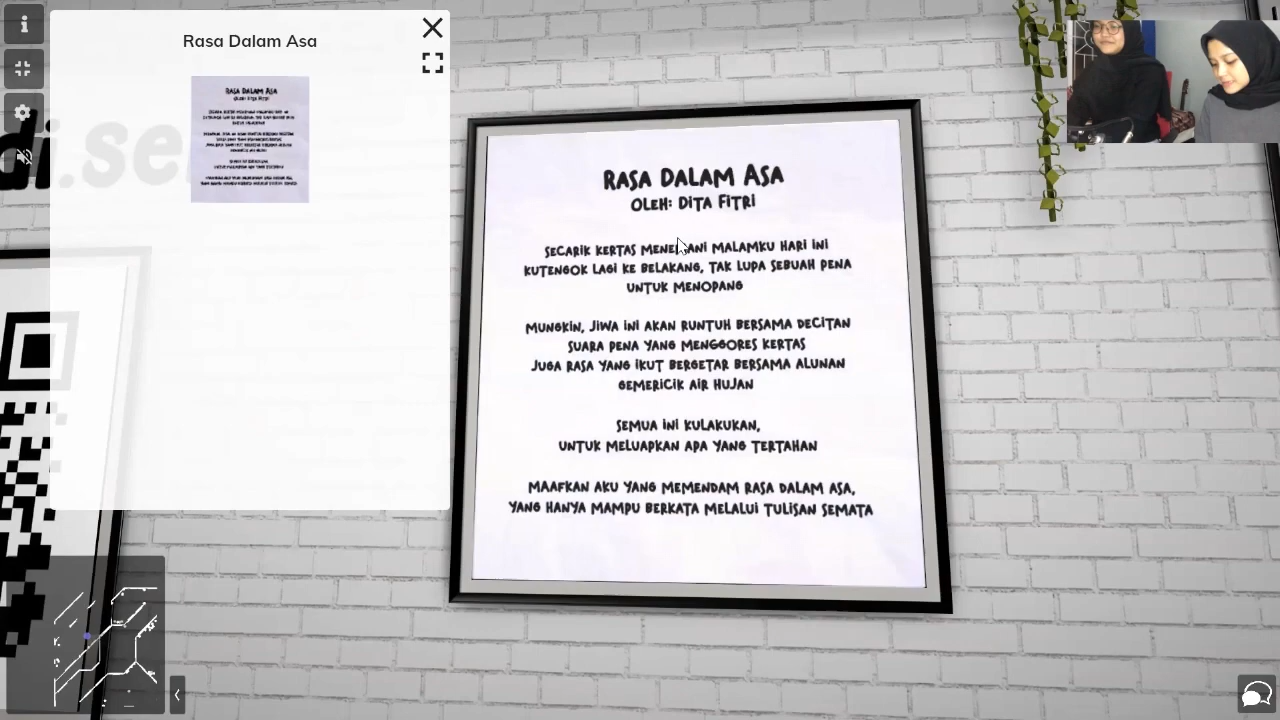 Rasa Dalam Asa
RASA DALAM ASA
OLEH: DITA FITRI
SECARIK KERTAS MENEMANI MALAMKU HARI INI
KUTENGOK LAGI KE BELAKANG, TAK LUPA SEBUAH PENA
UNTUK MENOPANG
MUNGKIN, JIWA INI AKAN RUNTUH BERSAMA DECITAN
SUARA PENA YANG MENGGORES KERTAS
JUGA RASA YANG IKUT BERGETAR BERSAMA ALUNAN
GEMERICIK AIR HUJAN
SEMUA INI KULAKUKAN,
UNTUK MELUAPKAN APA YANG TERTAHAN
MAAFKAN AKU YANG MEMENDAM RASA DALAM ASA,
YANG HANYA MAMPU BERKATA MELALUI TULISAN SEMATA